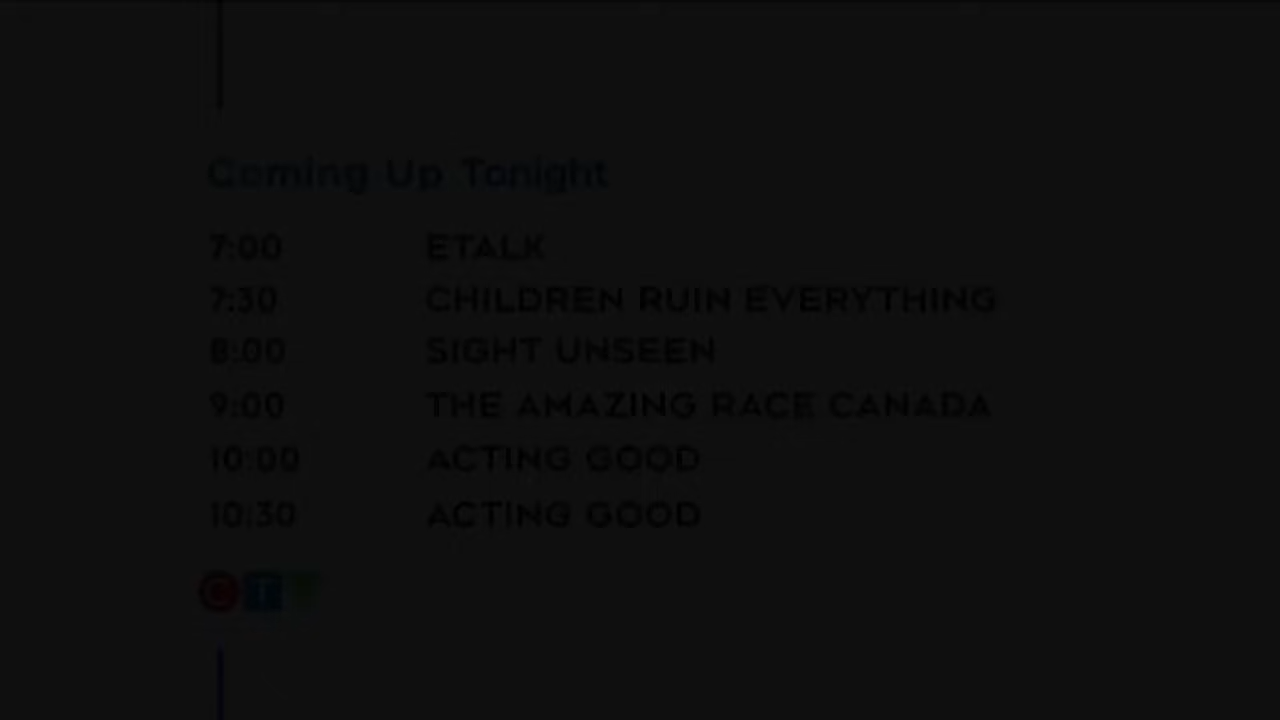 Coming Up Tonight
7:00 ETALK
7:30 CHILDREN RUIN EVERYTHING
8:00 SIGHT UNSEEN
9:00 THE AMAZING RACE CANADA
10:00 ACTING GOOD
10:30 ACTING GOOD
CTV